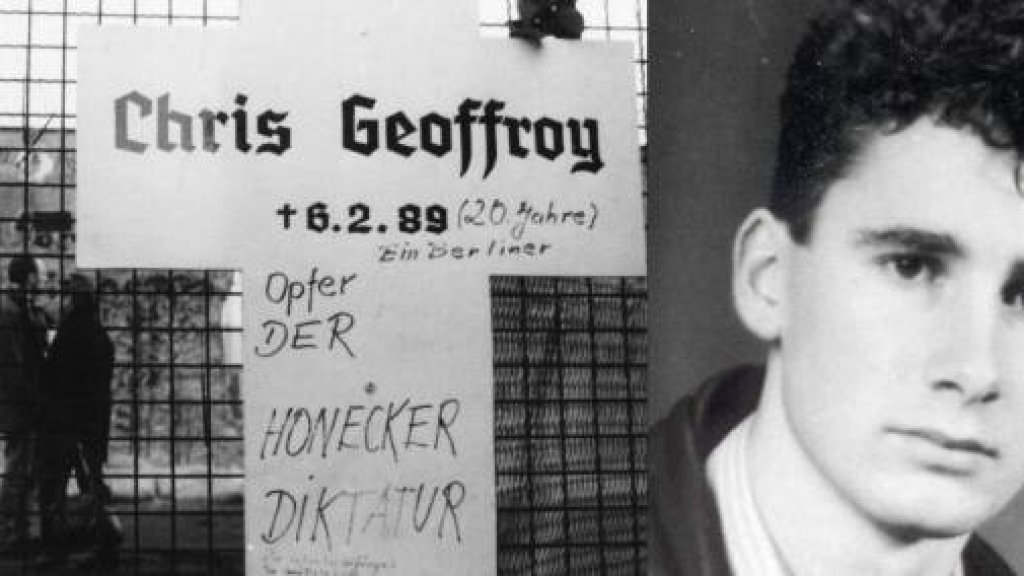 Chris Geoffroy
† 6.2.89 (20 Jahre)
Ein Berliner
Opfer
DER
HONECKER
DIKTATUR